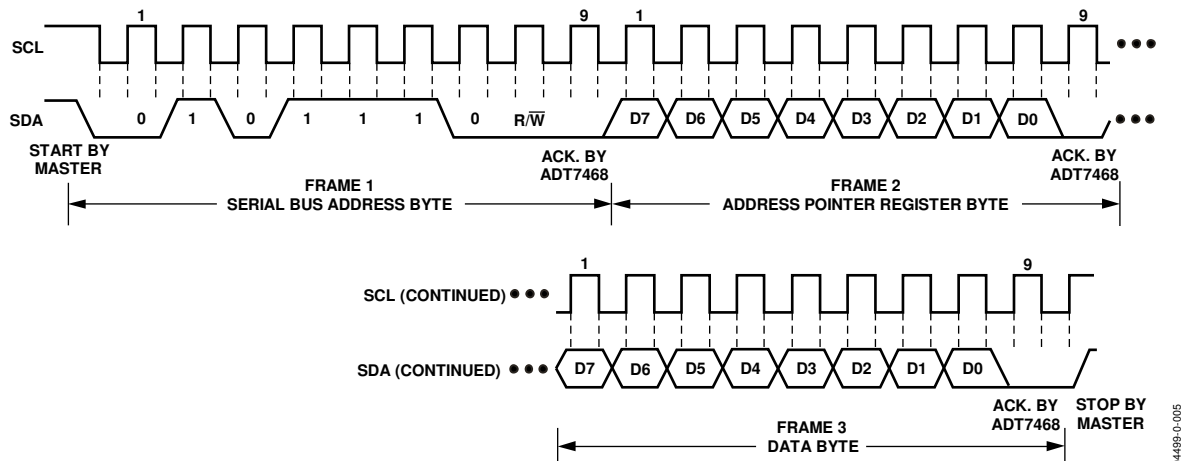 1 9 1 9
SCL
SDA 0 1 0 1 1 1 0 R/W D7 D6 D5 D4 D3 D2 D1 D0
START BY
MASTER
ACK. BY
ADT7468
ACK. BY
ADT7468
FRAME 1
SERIAL BUS ADDRESS BYTE
FRAME 2
ADDRESS POINTER REGISTER BYTE
1 9
SCL (CONTINUED)
SDA (CONTINUED) D7 D6 D5 D4 D3 D2 D1 D0
ACK. BY
ADT7468
STOP BY
MASTER
FRAME 3
DATA BYTE